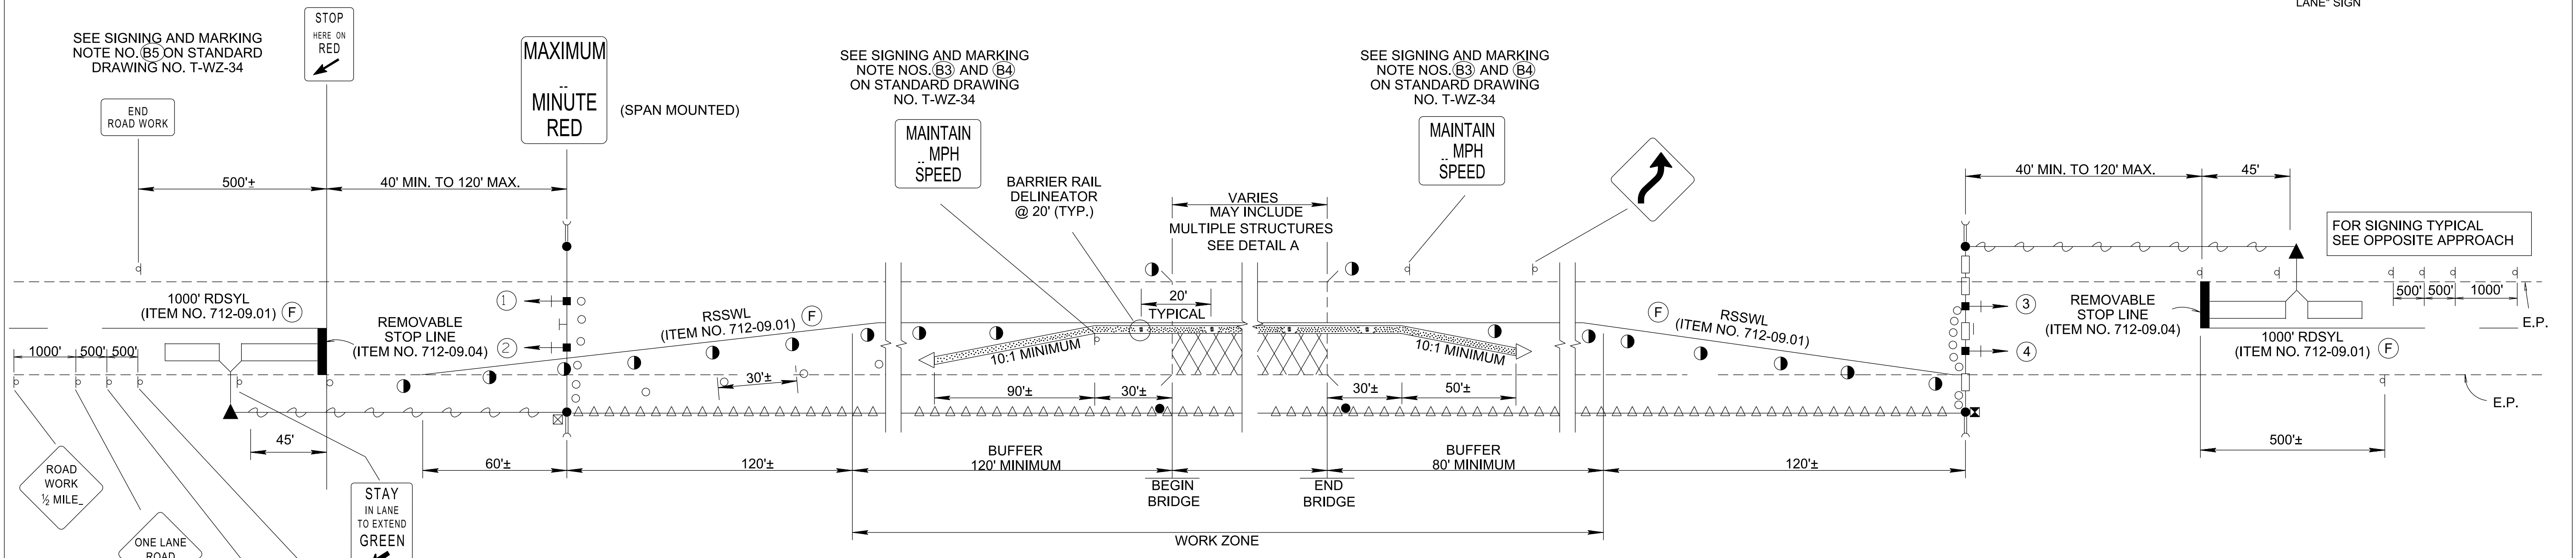 LANE" SIGN
STOP
HERE ON
RED
SEE SIGNING AND MARKING
NOTE NO. B5 ON STANDARD
DRAWING NO. T-WZ-34
END
ROAD WORK
MAXIMUM
--
MINUTE
RED
(SPAN MOUNTED)
SEE SIGNING AND MARKING
NOTE NOS. B3 AND B4
ON STANDARD DRAWING
NO. T-WZ-34
MAINTAIN
-- MPH
SPEED
SEE SIGNING AND MARKING
NOTE NOS. B3 AND B4
ON STANDARD DRAWING
NO. T-WZ-34
MAINTAIN
-- MPH
SPEED
500'±
40' MIN. TO 120' MAX.
BARRIER RAIL
DELINEATOR
@ 20' (TYP.)
VARIES
MAY INCLUDE
MULTIPLE STRUCTURES
SEE DETAIL A
40' MIN. TO 120' MAX.
45'
FOR SIGNING TYPICAL
SEE OPPOSITE APPROACH
1000' RDSYL
(ITEM NO. 712-09.01) F
1
2
REMOVABLE
STOP LINE
(ITEM NO. 712-09.04)
RSSWL
(ITEM NO. 712-09.01)
F
20'
TYPICAL
F
RSSWL
(ITEM NO. 712-09.01)
3
4
REMOVABLE
STOP LINE
(ITEM NO. 712-09.04)
500'
500'
1000'
E.P.
1000' RDSYL
(ITEM NO. 712-09.01) F
1000'
500'
500'
10:1 MINIMUM
10:1 MINIMUM
30'±
90'±
30'±
30'±
50'±
E.P.
45'
60'±
120'±
BUFFER
120' MINIMUM
BUFFER
80' MINIMUM
120'±
500'±
BEGIN
BRIDGE
END
BRIDGE
ROAD
WORK
½ MILE_
STAY
IN LANE
TO EXTEND
GREEN
ONE LANE
ROAD
WORK ZONE